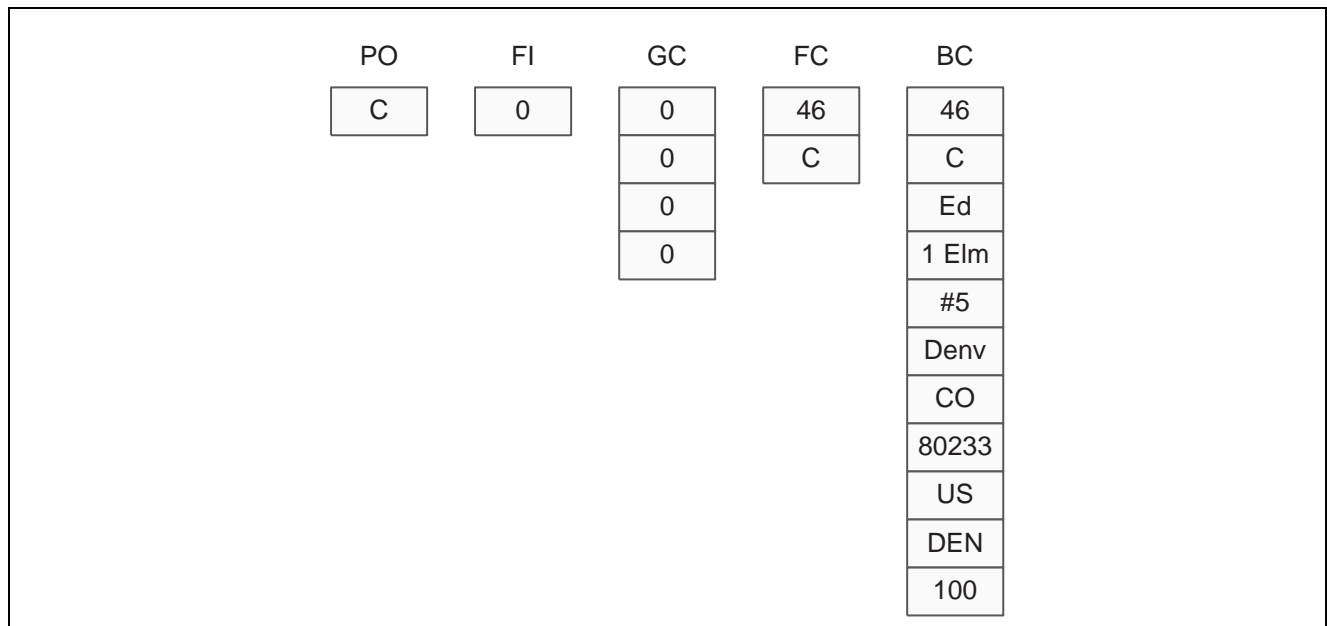 PO FI GC FC BC
C 0 0 46 46
0 C C
0 Ed
0 1 Elm
#5
Denv
CO
80233
US
DEN
100